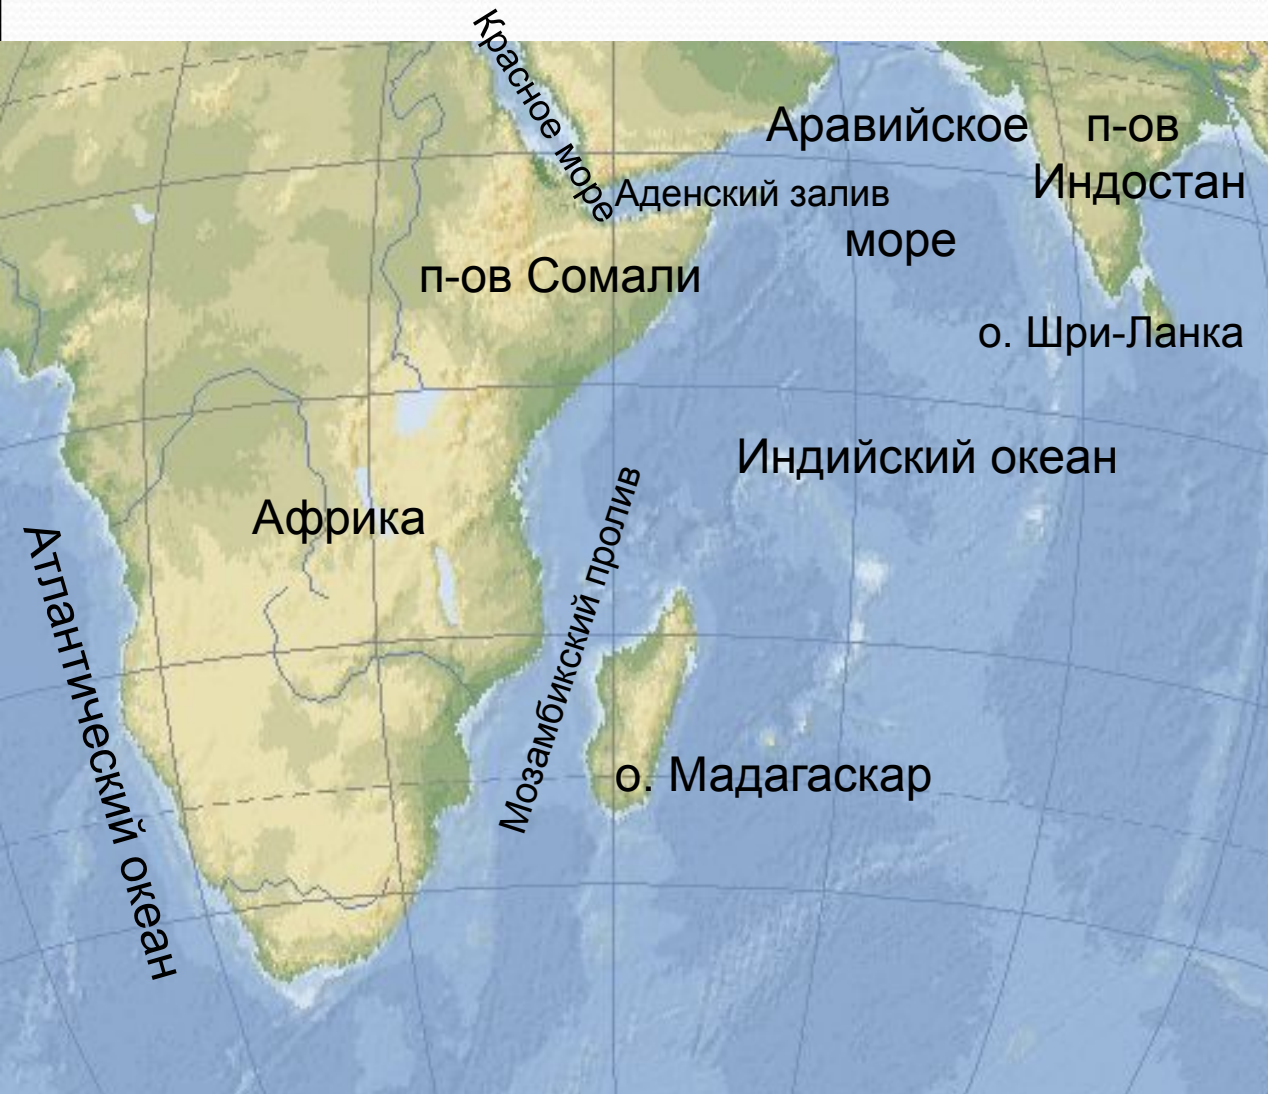 Красное море
Аравийское
море
п-ов
Индостан
Аденский залив
п-ов Сомали
о. Шри-Ланка
Индийский океан
Африка
Мозамбикский пролив
Атлантический океан
о. Мадагаскар